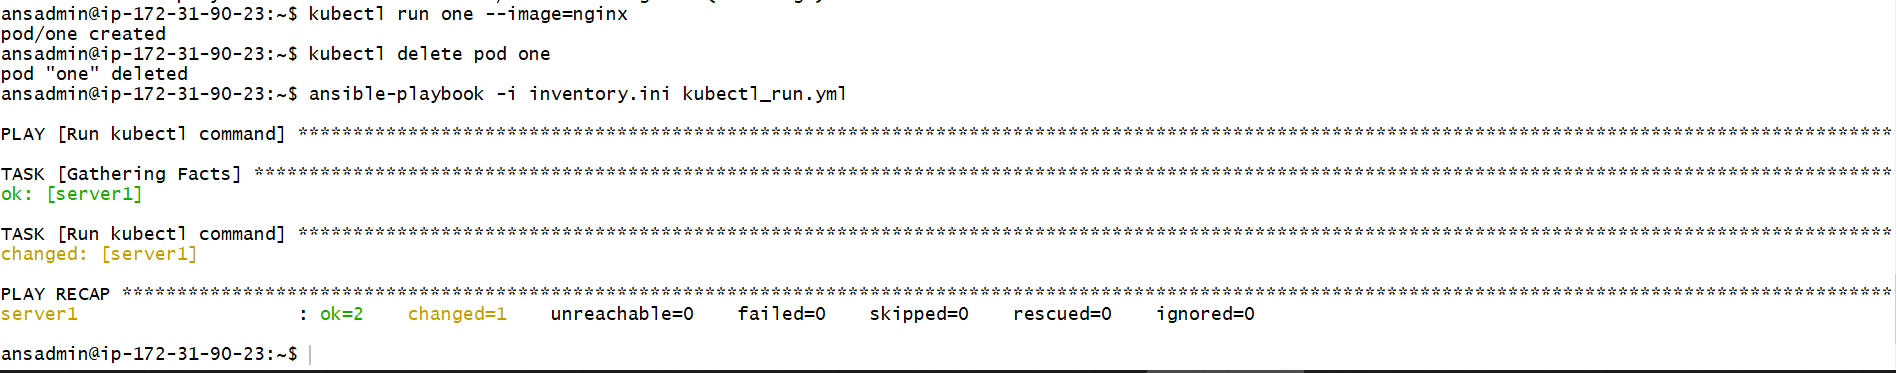 ansadmin@ip-172-31-90-23:~$ kubectl run one --image=nginx
pod/one created
ansadmin@ip-172-31-90-23:~$ kubectl delete pod one
pod "one" deleted
ansadmin@ip-172-31-90-23:~$ ansible-playbook -i inventory.ini kubectl_run.yml
PLAY [Run kubectl command] *************************************************************************************************************************************************
TASK [Gathering Facts] *****************************************************************************************************************************************************
ok: [server1]
TASK [Run kubectl command] *************************************************************************************************************************************************
changed: [server1]
PLAY RECAP *****************************************************************************************************************************************************************
server1                    : ok=2    changed=1    unreachable=0    failed=0    skipped=0    rescued=0    ignored=0
ansadmin@ip-172-31-90-23:~$